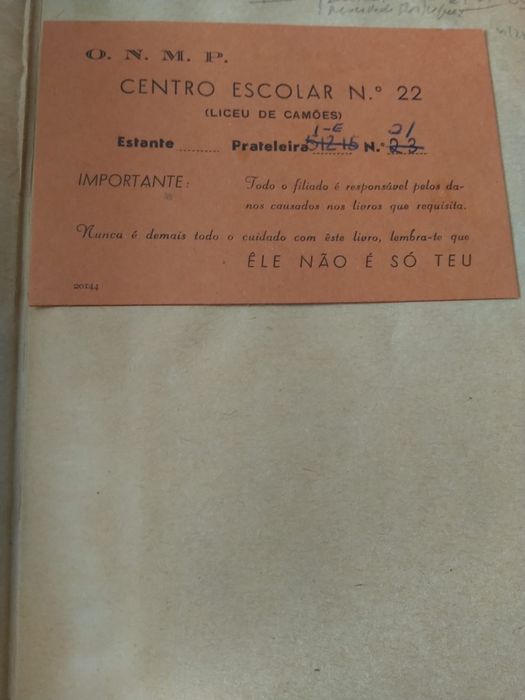 O. N. M. P.
CENTRO ESCOLAR N.º 22
(LICEU DE CAMÕES)
1-E 21
Estante ........ Prateleira 512-15 N.º 23
IMPORTANTE: Todo o filiado é responsável pelos da-
nos causados nos livros que requisita.
Nunca é demais todo o cuidado com êste livro, lembra-te que
ÊLE NÃO É SÓ TEU
20144